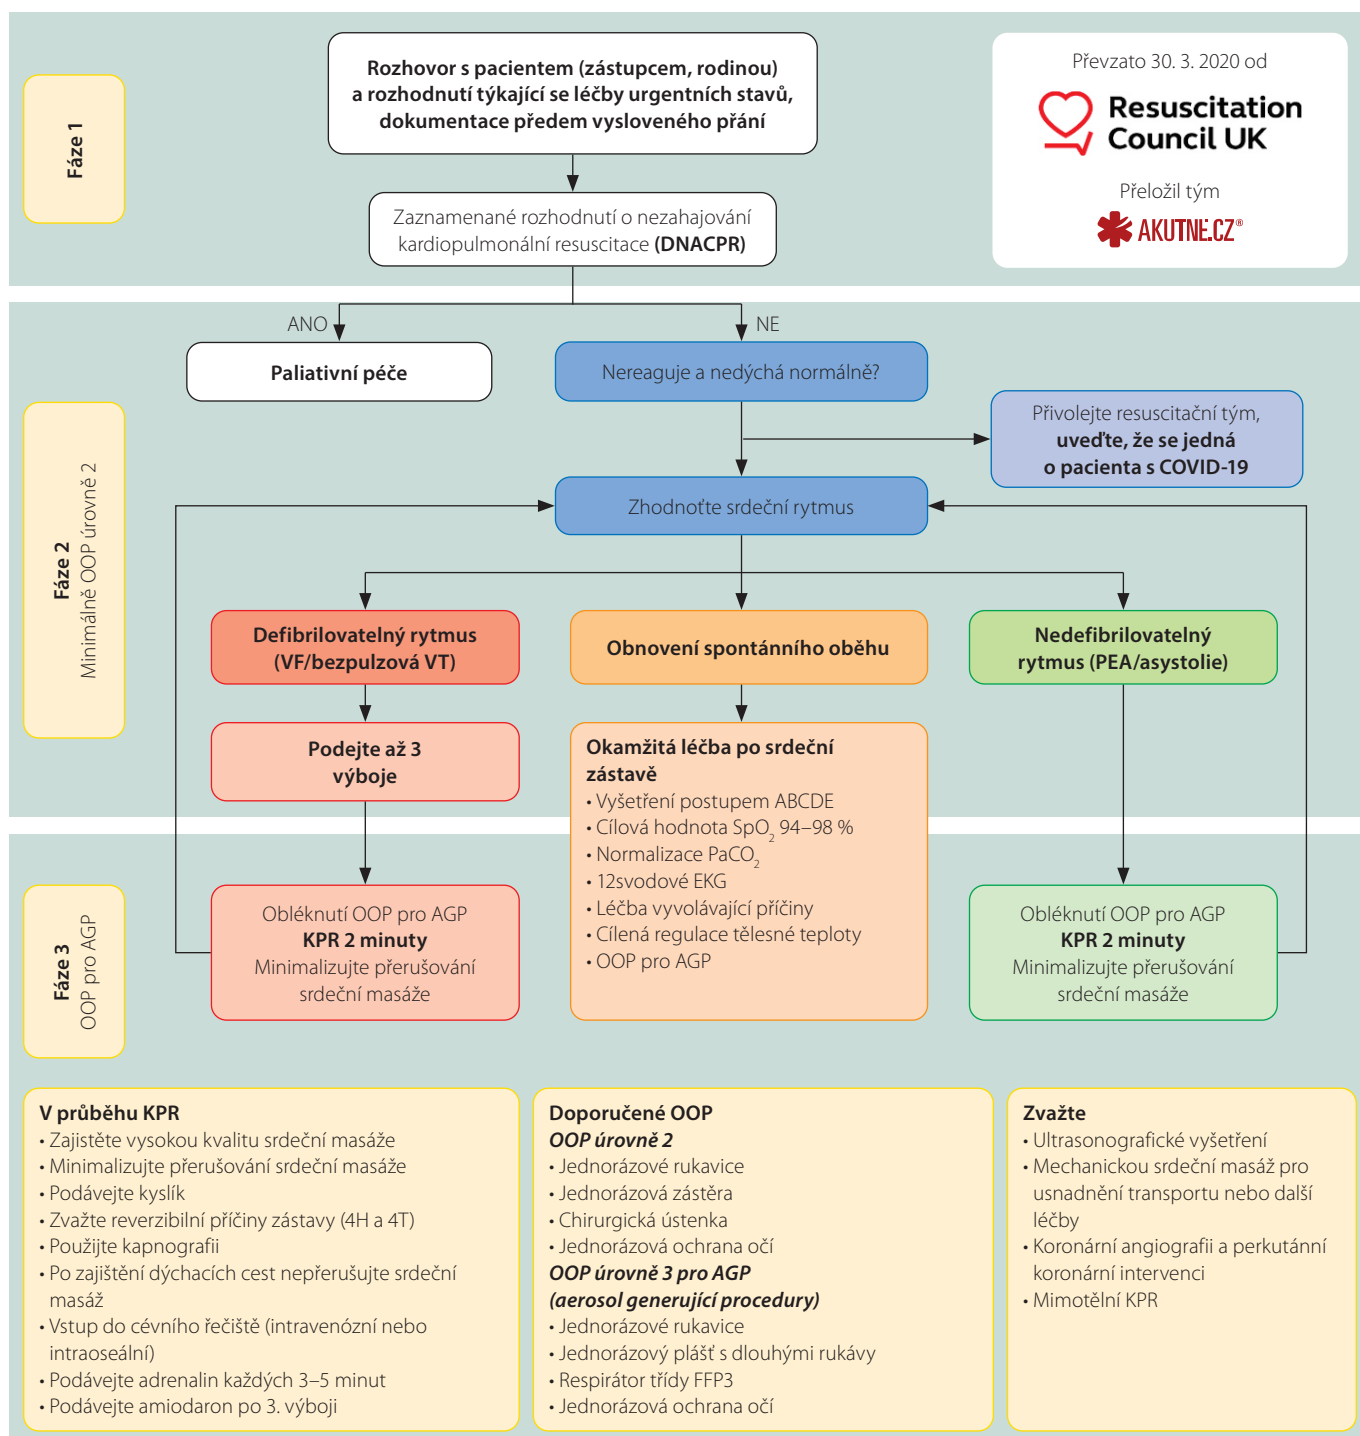 Fáze 1
Rozhovor s pacientem (zástupcem, rodinou)
a rozhodnutí týkající se léčby urgentních stavů,
dokumentace předem vysloveného přání
Převzato 30. 3. 2020 od
Resuscitation
Council UK
Přeložil tým
AKUTNE.CZ®
Zaznamenané rozhodnutí o nezahajování
kardiopulmonální resuscitace (DNACPR)
Fáze 2
Minimálně OOP úrovně 2
ANO
NE
Paliativní péče
Nereaguje a nedýchá normálně?
Přivolejte resuscitační tým,
uveďte, že se jedná
o pacienta s COVID-19
Zhodnoťte srdeční rytmus
Defibrilovatelný rytmus
(VF/bezpulzová VT)
Obnovení spontánního oběhu
Nedefibrilovatelný
rytmus (PEA/asystolie)
Podejte až 3
výboje
Okamžitá léčba po srdeční
zástavě
• Vyšetření postupem ABCDE
• Cílová hodnota SpO₂ 94–98 %
• Normalizace PaCO₂
• 12svodové EKG
• Léčba vyvolávající příčiny
• Cílená regulace tělesné teploty
• OOP pro AGP
Fáze 3
OOP pro AGP
Obléknutí OOP pro AGP
KPR 2 minuty
Minimalizujte přerušování
srdeční masáže
Obléknutí OOP pro AGP
KPR 2 minuty
Minimalizujte přerušování
srdeční masáže
V průběhu KPR
• Zajistěte vysokou kvalitu srdeční masáže
• Minimalizujte přerušování srdeční masáže
• Podávejte kyslík
• Zvažte reverzibilní příčiny zástavy (4H a 4T)
• Použijte kapnografii
• Po zajištění dýchacích cest nepřerušujte srdeční
masáž
• Vstup do cévního řečiště (intravenózní nebo
intraoseální)
• Podávejte adrenalin každých 3–5 minut
• Podávejte amiodaron po 3. výboji
Doporučené OOP
OOP úrovně 2
• Jednorázové rukavice
• Jednorázová zástěra
• Chirurgická ústenka
• Jednorázová ochrana očí
OOP úrovně 3 pro AGP
(aerosol generující procedury)
• Jednorázové rukavice
• Jednorázový plášť s dlouhými rukávy
• Respirátor třídy FFP3
• Jednorázová ochrana očí
Zvažte
• Ultrasonografické vyšetření
• Mechanickou srdeční masáž pro
usnadnění transportu nebo další
léčby
• Koronární angiografii a perkutánní
koronární intervenci
• Mimotělní KPR